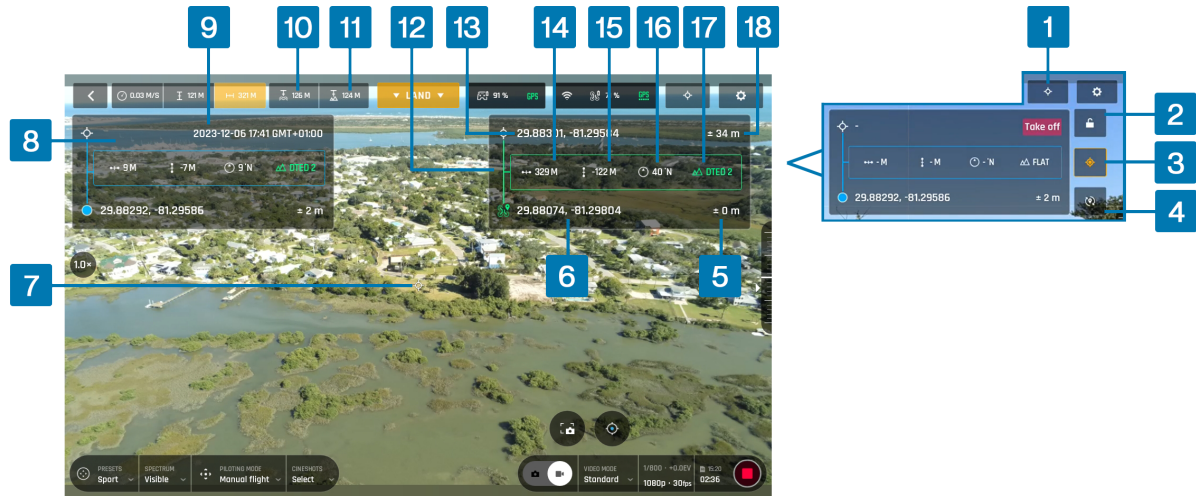 1
9 10 11 12 13 14 15 16 17 18
0.03 M/S 121 M 321 M 126 M 124 M LAND 91 % GPS GPS
2
3
4
8
2023-12-06 17:41 GMT+01:00
9 M -7M 9 °N DTED 2
29.88292, -81.29586 ± 2 m
± 34 m
329 M -122 M 40 °N DTED 2
29.88074, -81.29804 ± 0 m
- Take off
- M - M - °N FLAT
29.88292, -81.29586 ± 2 m
6 5
1.0×
7
PRESETS SPECTRUM PILOTING MODE CINESHOTS
Sport Visible Manual flight Select
VIDEO MODE 1/800 · +0.0EV 15:20
Standard 1080p · 30fps 02:36